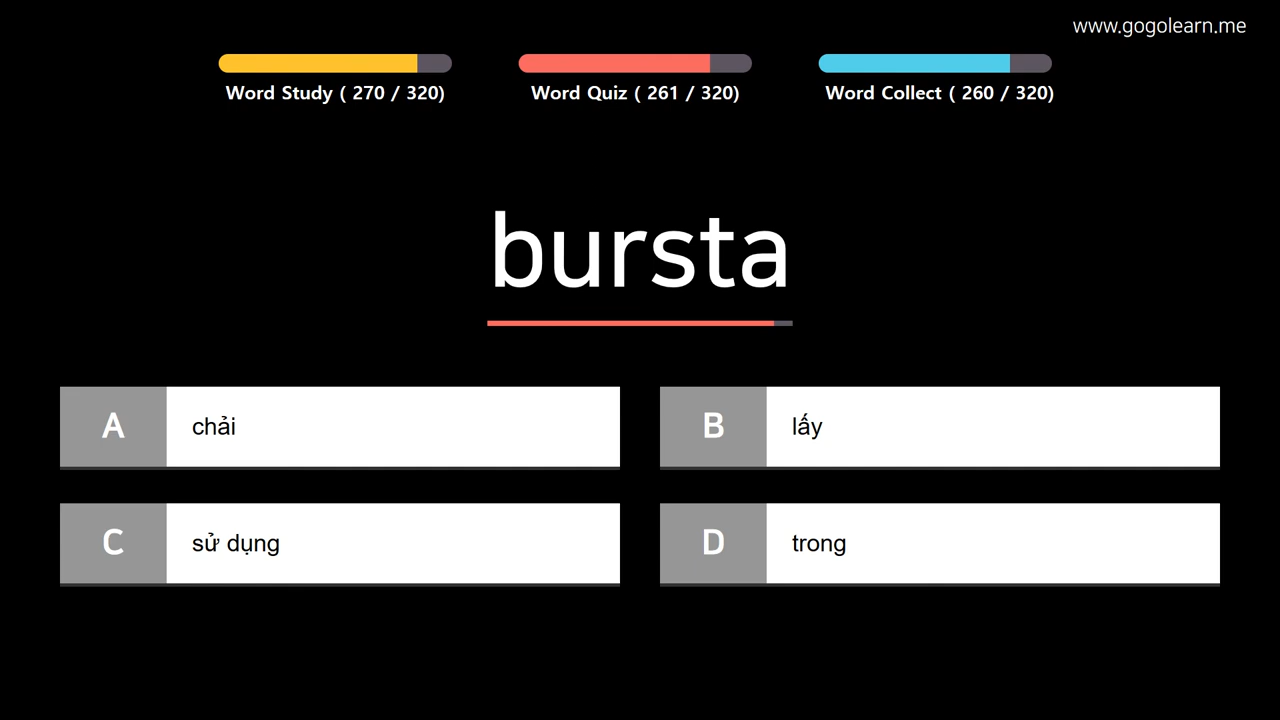 www.gogolearn.me
Word Study ( 270 / 320)
Word Quiz ( 261 / 320)
Word Collect ( 260 / 320)
bursta
A chải
B lấy
C sử dụng
D trong